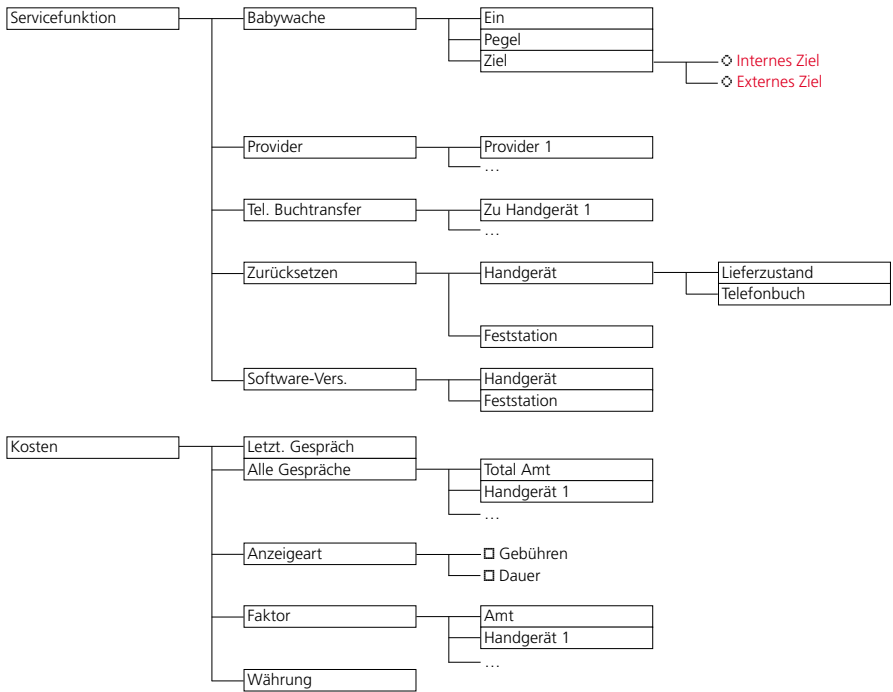 Servicefunktion Babywache Ein
Pegel
Ziel Internes Ziel
Externes Ziel
Provider Provider 1
...
Tel. Buchtransfer Zu Handgerät 1
...
Zurücksetzen Handgerät Lieferzustand
Telefonbuch
Feststation
Software-Vers. Handgerät
Feststation
Kosten Letzt. Gespräch
Alle Gespräche Total Amt
Handgerät 1
...
Anzeigeart Gebühren
Dauer
Faktor Amt
Handgerät 1
...
Währung